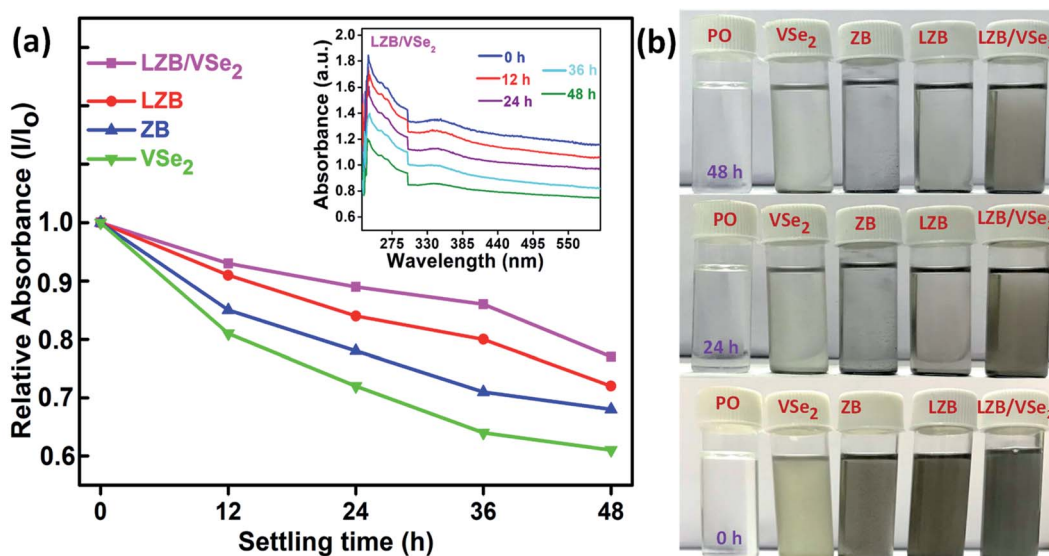 (a)
LZB/VSe₂
LZB
ZB
VSe₂
Relative Absorbance (I/I₀)
1.0
0.9
0.8
0.7
0.6
0
12
24
36
48
Settling time (h)
LZB/VSe₂
0 h
12 h
24 h
36 h
48 h
Absorbance (a.u.)
2.0
1.8
1.6
1.4
1.2
1.0
0.8
0.6
275
330
385
440
495
550
Wavelength (nm)
(b)
PO VSe₂ ZB LZB LZB/VSe₂
48 h
PO VSe₂ ZB LZB LZB/VSe₂
24 h
PO VSe₂ ZB LZB LZB/VSe₂
0 h